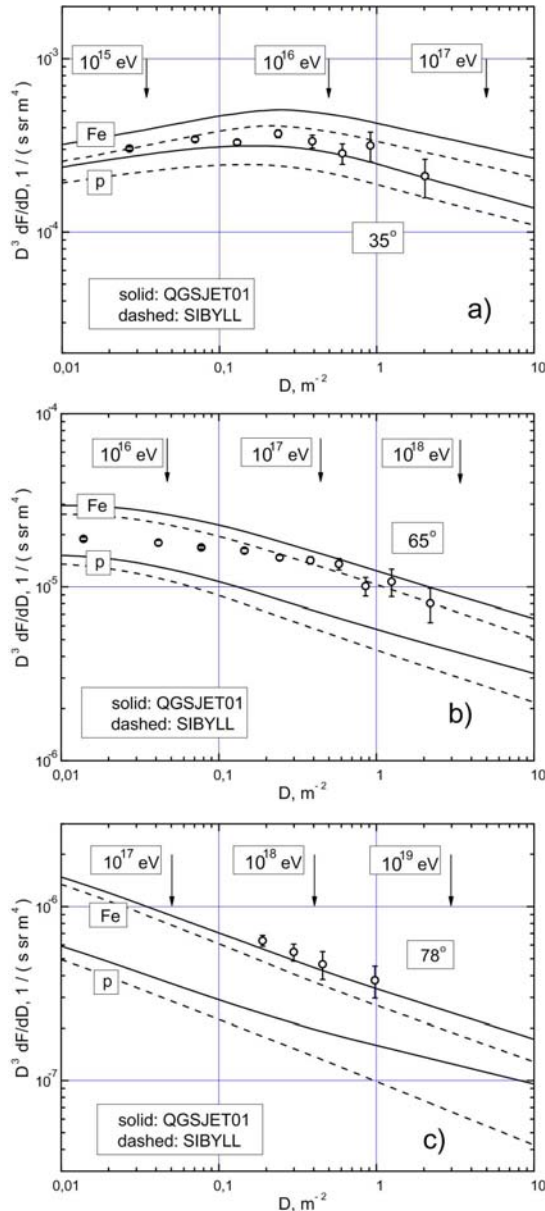 10^-3
10^15 eV
10^16 eV
10^17 eV
Fe
p
D^3 dF/dD, 1 / ( s sr m^4 )
10^-4
35°
solid: QGSJET01
dashed: SIBYLL
a)
0,01 0,1 1 10
D, m^-2
10^-4
10^16 eV
10^17 eV
10^18 eV
Fe
65°
p
D^3 dF/dD, 1 / ( s sr m^4 )
10^-5
solid: QGSJET01
dashed: SIBYLL
b)
10^-6
0,01 0,1 1 10
D, m^-2
10^17 eV
10^18 eV
10^19 eV
10^-6
Fe
78°
p
D^3 dF/dD, 1 / ( s sr m^4 )
10^-7
solid: QGSJET01
dashed: SIBYLL
c)
0,01 0,1 1 10
D, m^-2